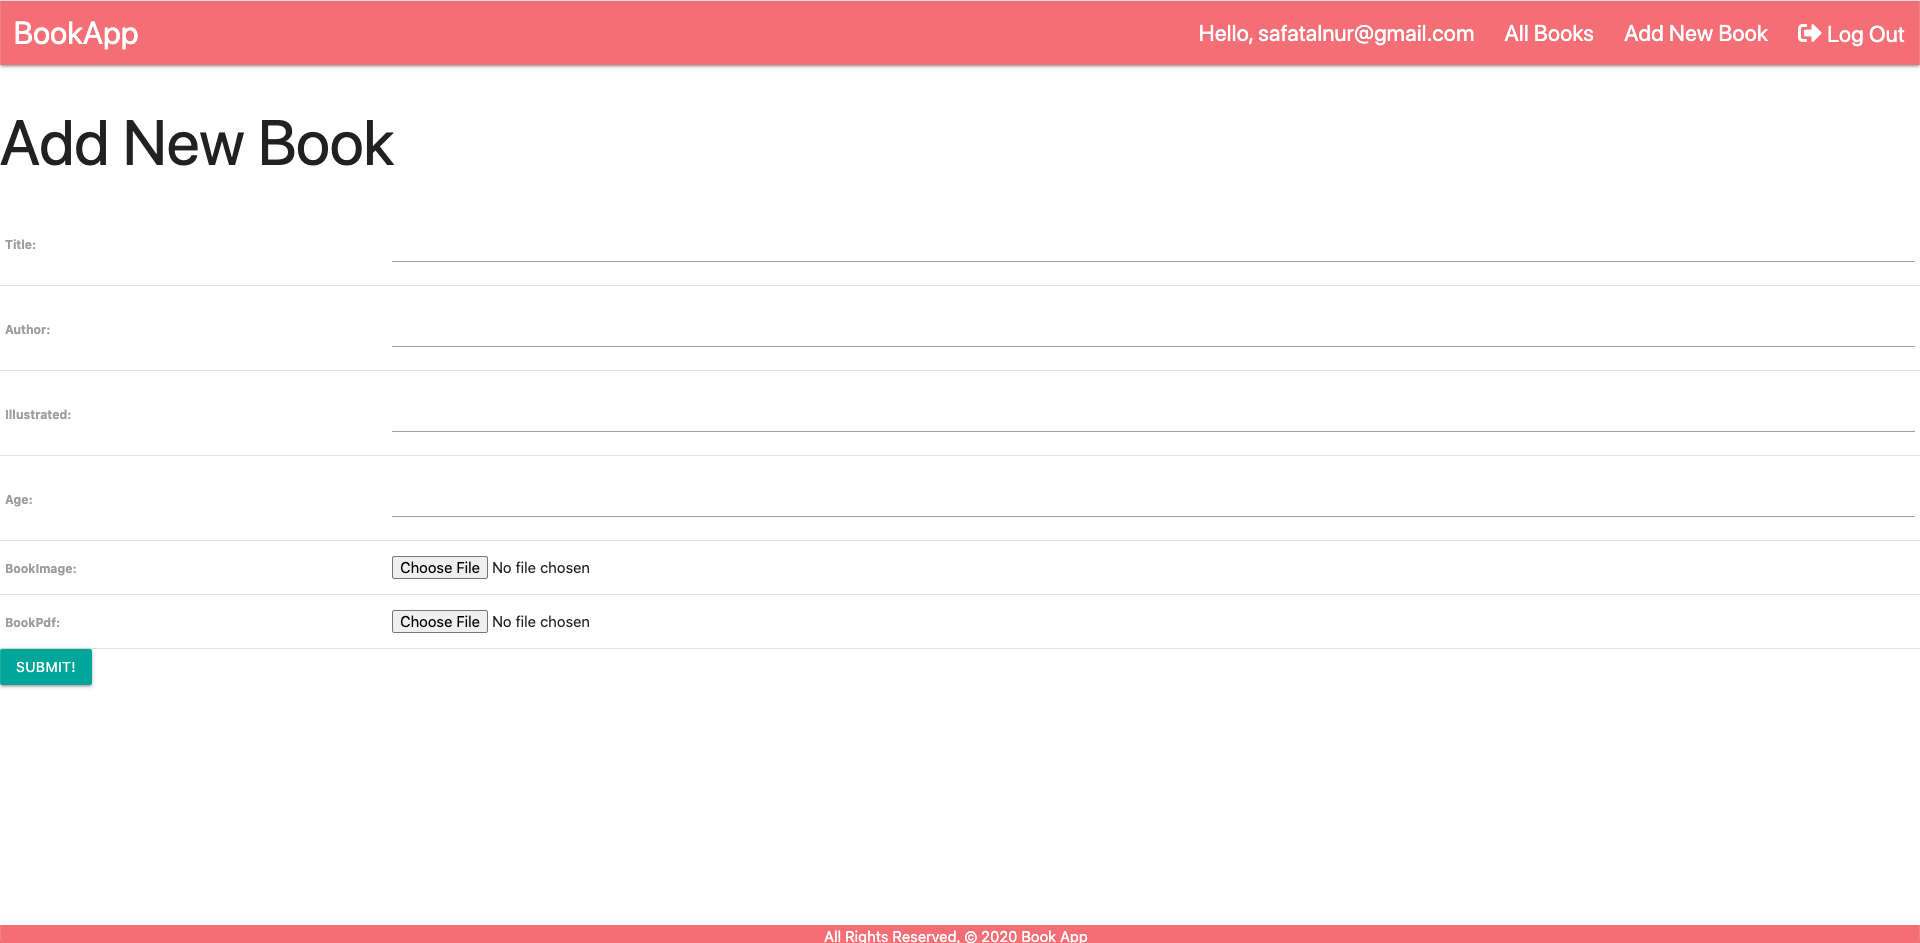 BookApp
Hello, safatalnur@gmail.com All Books Add New Book Log Out
Add New Book
Title:
Author:
Illustrated:
Age:
BookImage: Choose File No file chosen
BookPdf: Choose File No file chosen
SUBMIT!
All Rights Reserved, © 2020 Book App